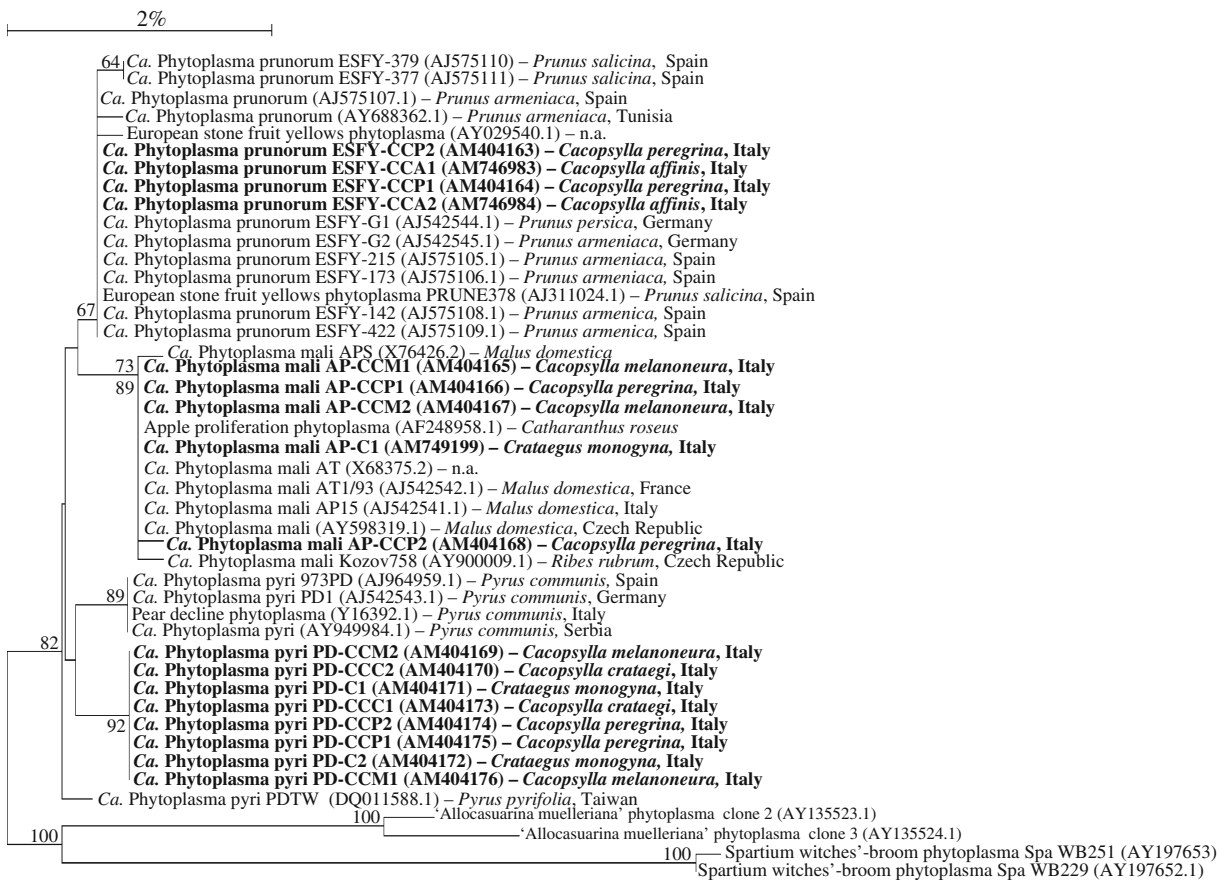 2%
64 Ca. Phytoplasma prunorum ESFY-379 (AJ575110) – Prunus salicina, Spain
Ca. Phytoplasma prunorum ESFY-377 (AJ575111) – Prunus salicina, Spain
Ca. Phytoplasma prunorum (AJ575107.1) – Prunus armeniaca, Spain
Ca. Phytoplasma prunorum (AY688362.1) – Prunus armeniaca, Tunisia
European stone fruit yellows phytoplasma (AY029540.1) – n.a.
Ca. Phytoplasma prunorum ESFY-CCP2 (AM404163) – Cacopsylla peregrina, Italy
Ca. Phytoplasma prunorum ESFY-CCA1 (AM746983) – Cacopsylla affinis, Italy
Ca. Phytoplasma prunorum ESFY-CCP1 (AM404164) – Cacopsylla peregrina, Italy
Ca. Phytoplasma prunorum ESFY-CCA2 (AM746984) – Cacopsylla affinis, Italy
Ca. Phytoplasma prunorum ESFY-G1 (AJ542544.1) – Prunus persica, Germany
Ca. Phytoplasma prunorum ESFY-G2 (AJ542545.1) – Prunus armeniaca, Germany
Ca. Phytoplasma prunorum ESFY-215 (AJ575105.1) – Prunus armeniaca, Spain
Ca. Phytoplasma prunorum ESFY-173 (AJ575106.1) – Prunus armeniaca, Spain
European stone fruit yellows phytoplasma PRUNE378 (AJ311024.1) – Prunus salicina, Spain
67 Ca. Phytoplasma prunorum ESFY-142 (AJ575108.1) – Prunus armenica, Spain
Ca. Phytoplasma prunorum ESFY-422 (AJ575109.1) – Prunus armenica, Spain
Ca. Phytoplasma mali APS (X76426.2) – Malus domestica
73 Ca. Phytoplasma mali AP-CCM1 (AM404165) – Cacopsylla melanoneura, Italy
89 Ca. Phytoplasma mali AP-CCP1 (AM404166) – Cacopsylla peregrina, Italy
Ca. Phytoplasma mali AP-CCM2 (AM404167) – Cacopsylla melanoneura, Italy
Apple proliferation phytoplasma (AF248958.1) – Catharanthus roseus
Ca. Phytoplasma mali AP-C1 (AM749199) – Crataegus monogyna, Italy
Ca. Phytoplasma mali AT (X68375.2) – n.a.
Ca. Phytoplasma mali AT1/93 (AJ542542.1) – Malus domestica, France
Ca. Phytoplasma mali AP15 (AJ542541.1) – Malus domestica, Italy
Ca. Phytoplasma mali (AY598319.1) – Malus domestica, Czech Republic
Ca. Phytoplasma mali AP-CCP2 (AM404168) – Cacopsylla peregrina, Italy
Ca. Phytoplasma mali Kozov758 (AY900009.1) – Ribes rubrum, Czech Republic
Ca. Phytoplasma pyri 973PD (AJ964959.1) – Pyrus communis, Spain
89 Ca. Phytoplasma pyri PD1 (AJ542543.1) – Pyrus communis, Germany
Pear decline phytoplasma (Y16392.1) – Pyrus communis, Italy
Ca. Phytoplasma pyri (AY949984.1) – Pyrus communis, Serbia
82 Ca. Phytoplasma pyri PD-CCM2 (AM404169) – Cacopsylla melanoneura, Italy
Ca. Phytoplasma pyri PD-CCC2 (AM404170) – Cacopsylla crataegi, Italy
Ca. Phytoplasma pyri PD-C1 (AM404171) – Crataegus monogyna, Italy
Ca. Phytoplasma pyri PD-CCC1 (AM404173) – Cacopsylla crataegi, Italy
92 Ca. Phytoplasma pyri PD-CCP2 (AM404174) – Cacopsylla peregrina, Italy
Ca. Phytoplasma pyri PD-CCP1 (AM404175) – Cacopsylla peregrina, Italy
Ca. Phytoplasma pyri PD-C2 (AM404172) – Crataegus monogyna, Italy
Ca. Phytoplasma pyri PD-CCM1 (AM404176) – Cacopsylla melanoneura, Italy
Ca. Phytoplasma pyri PDTW (DQ011588.1) – Pyrus pyrifolia, Taiwan
100 'Allocasuarina muelleriana' phytoplasma clone 2 (AY135523.1)
100 'Allocasuarina muelleriana' phytoplasma clone 3 (AY135524.1)
100 Spartium witches'-broom phytoplasma Spa WB251 (AY197653)
Spartium witches'-broom phytoplasma Spa WB229 (AY197652.1)